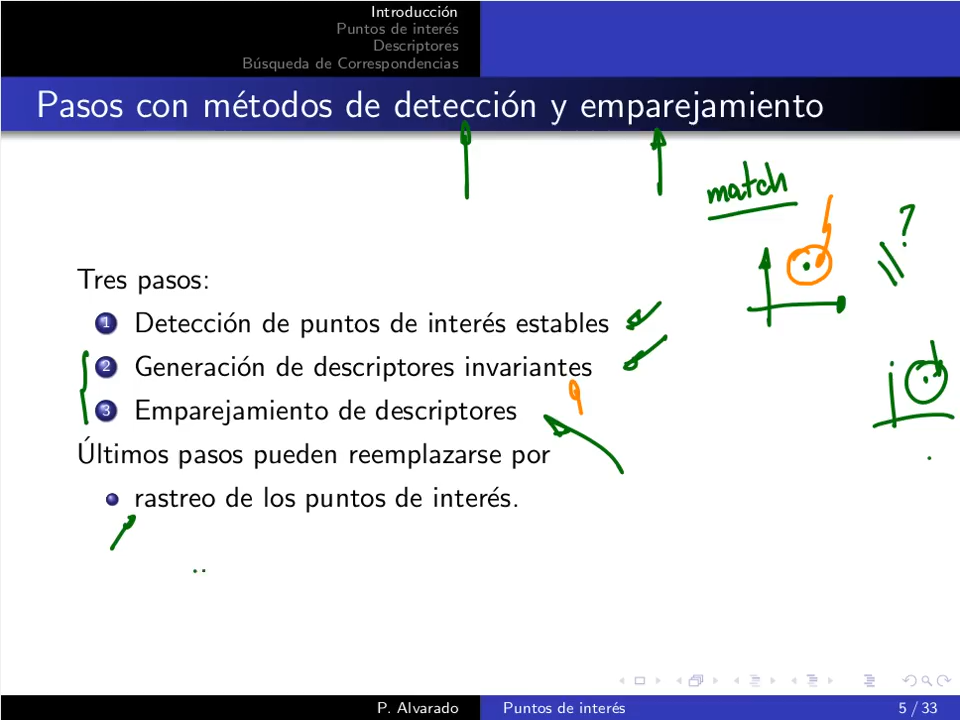 Introducción
Puntos de interés
Descriptores
Búsqueda de Correspondencias
Pasos con métodos de detección y emparejamiento
match
?
Tres pasos:
1 Detección de puntos de interés estables
2 Generación de descriptores invariantes
3 Emparejamiento de descriptores
Últimos pasos pueden reemplazarse por
rastreo de los puntos de interés.
P. Alvarado Puntos de interés 5 / 33